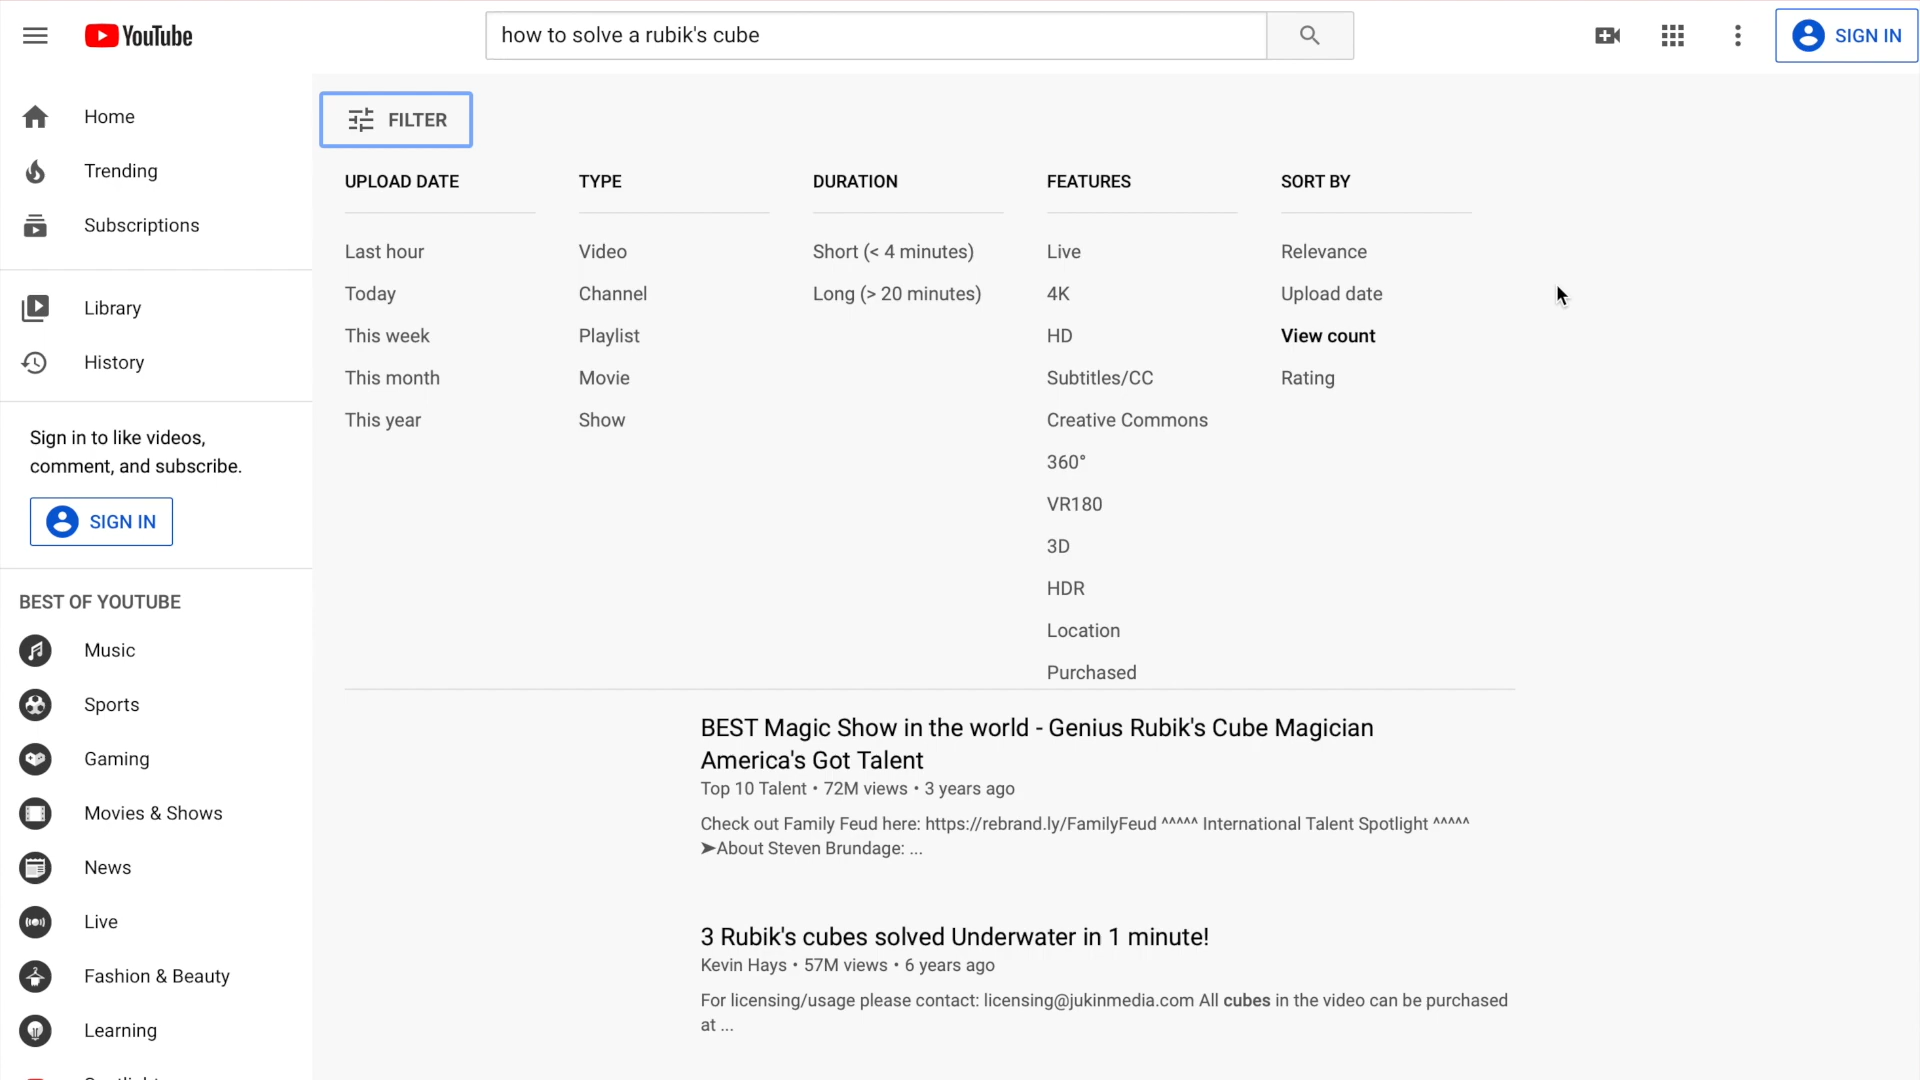 YouTube
how to solve a rubik's cube
SIGN IN
Home
Trending
Subscriptions
Library
History
Sign in to like videos,
comment, and subscribe.
SIGN IN
BEST OF YOUTUBE
Music
Sports
Gaming
Movies & Shows
News
Live
Fashion & Beauty
Learning
FILTER
UPLOAD DATE
Last hour
Today
This week
This month
This year
TYPE
Video
Channel
Playlist
Movie
Show
DURATION
Short (< 4 minutes)
Long (> 20 minutes)
FEATURES
Live
4K
HD
Subtitles/CC
Creative Commons
360°
VR180
3D
HDR
Location
Purchased
SORT BY
Relevance
Upload date
View count
Rating
BEST Magic Show in the world - Genius Rubik's Cube Magician
America's Got Talent
Top 10 Talent • 72M views • 3 years ago
Check out Family Feud here: https://rebrand.ly/FamilyFeud ^^^^^ International Talent Spotlight ^^^^^
➤About Steven Brundage: ...
3 Rubik's cubes solved Underwater in 1 minute!
Kevin Hays • 57M views • 6 years ago
For licensing/usage please contact: licensing@jukinmedia.com All cubes in the video can be purchased
at ...